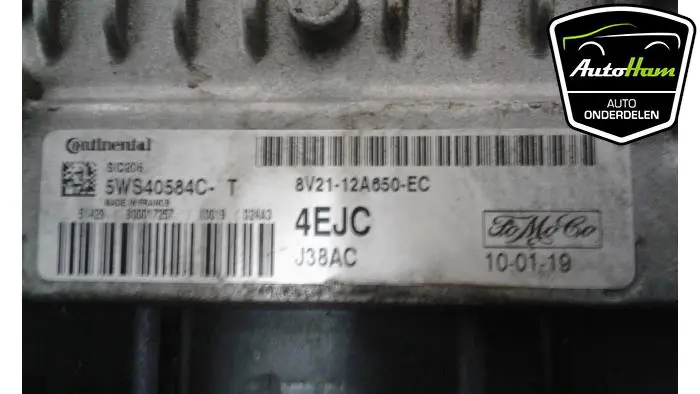 Continental
SID206
5WS40584C- T
MADE IN FRANCE
8V21-12A650-EC
4EJC
J38AC
FoMoCo
10-01-19
AutoHam
AUTO
ONDERDELEN